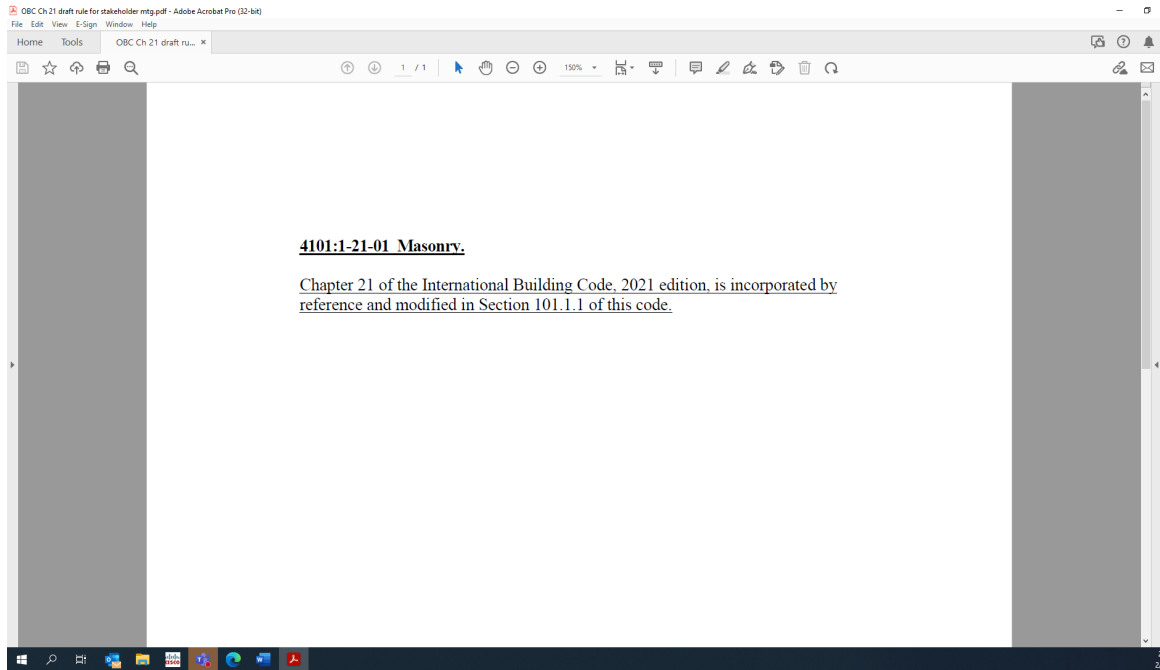 OBC Ch 21 draft rule for stakeholder mtg.pdf - Adobe Acrobat Pro (32-bit)
File Edit View E-Sign Window Help
Home Tools OBC Ch 21 draft ru... ×
1 / 1 150%
4101:1-21-01 Masonry.
Chapter 21 of the International Building Code, 2021 edition, is incorporated by
reference and modified in Section 101.1.1 of this code.